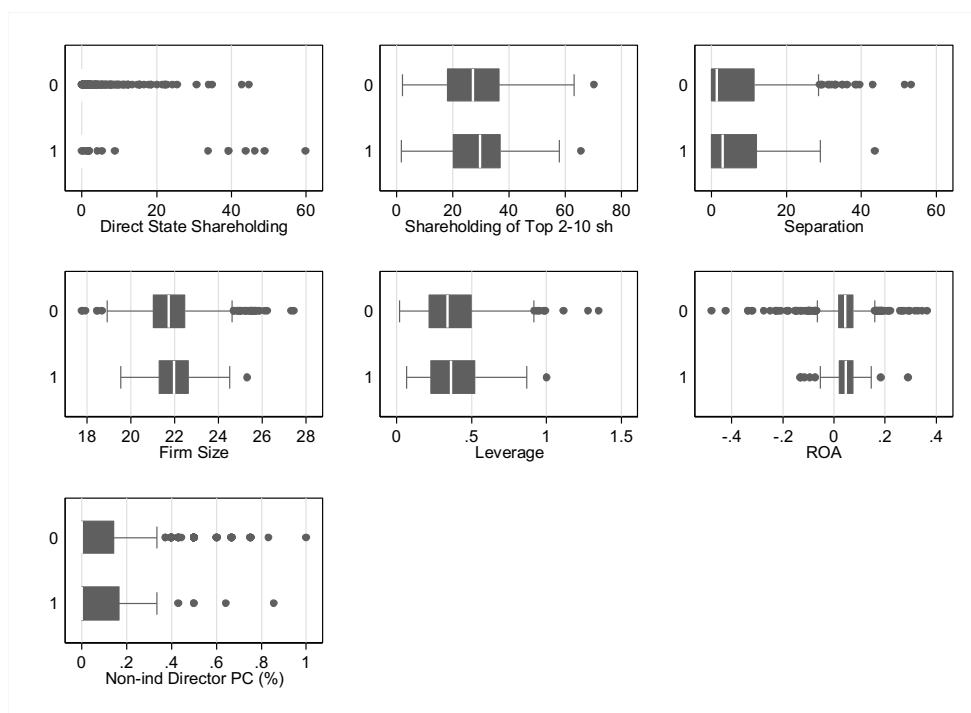 0
1
0 20 40 60
Direct State Shareholding
0
1
0 20 40 60 80
Shareholding of Top 2-10 sh
0
1
0 20 40 60
Separation
0
1
18 20 22 24 26 28
Firm Size
0
1
0 .5 1 1.5
Leverage
0
1
-.4 -.2 0 .2 .4
ROA
0
1
0 .2 .4 .6 .8 1
Non-ind Director PC (%)